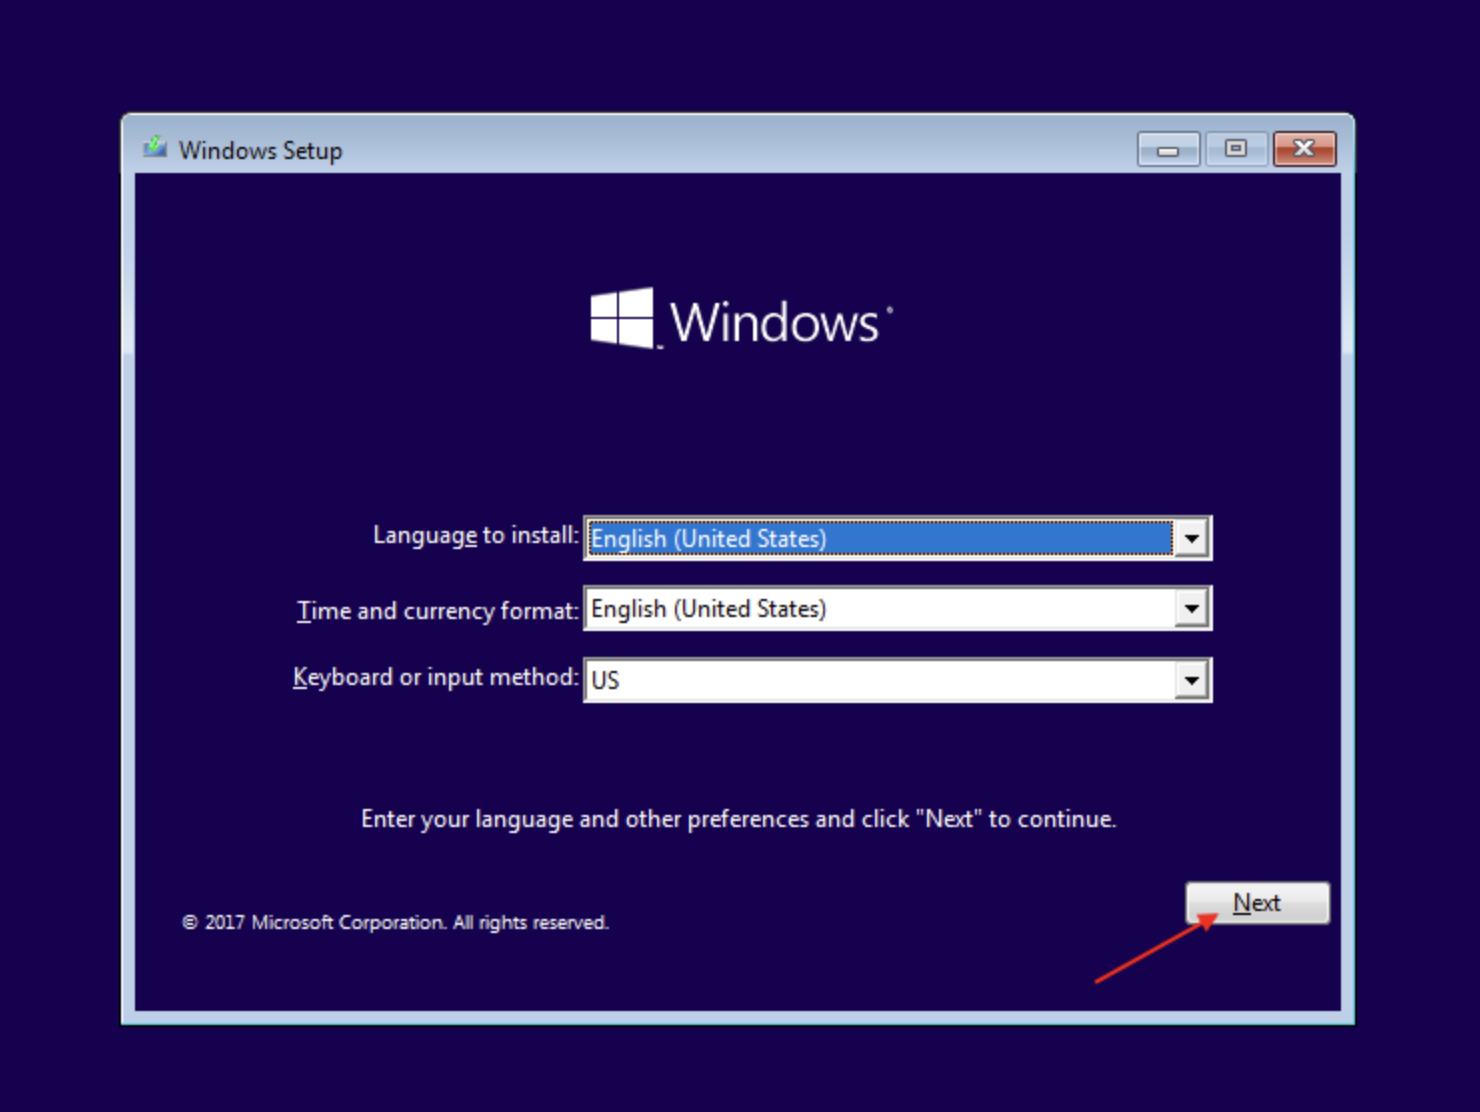 Windows Setup
Windows
Language to install: English (United States)
Time and currency format: English (United States)
Keyboard or input method: US
Enter your language and other preferences and click "Next" to continue.
Next
© 2017 Microsoft Corporation. All rights reserved.